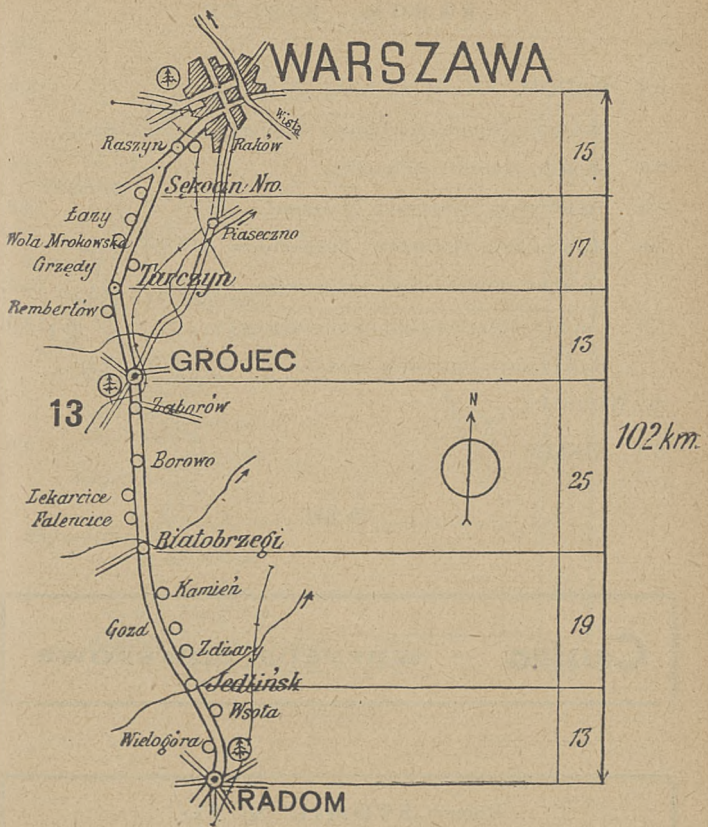 WARSZAWA
Wisła
Raszyn
Raków
15
Sękocin Nro.
Łazy
Piaseczno
Wola Mrokowska
17
Grzędy
Tarczyn
Rembertów
13
GRÓJEC
13
Zaborów
N
102 km.
Borowo
25
Lekarcice
Falencice
Białobrzegi
Kamień
Gozd
19
Zdżary
Jedlińsk
Wsola
Wielogóra
13
RADOM